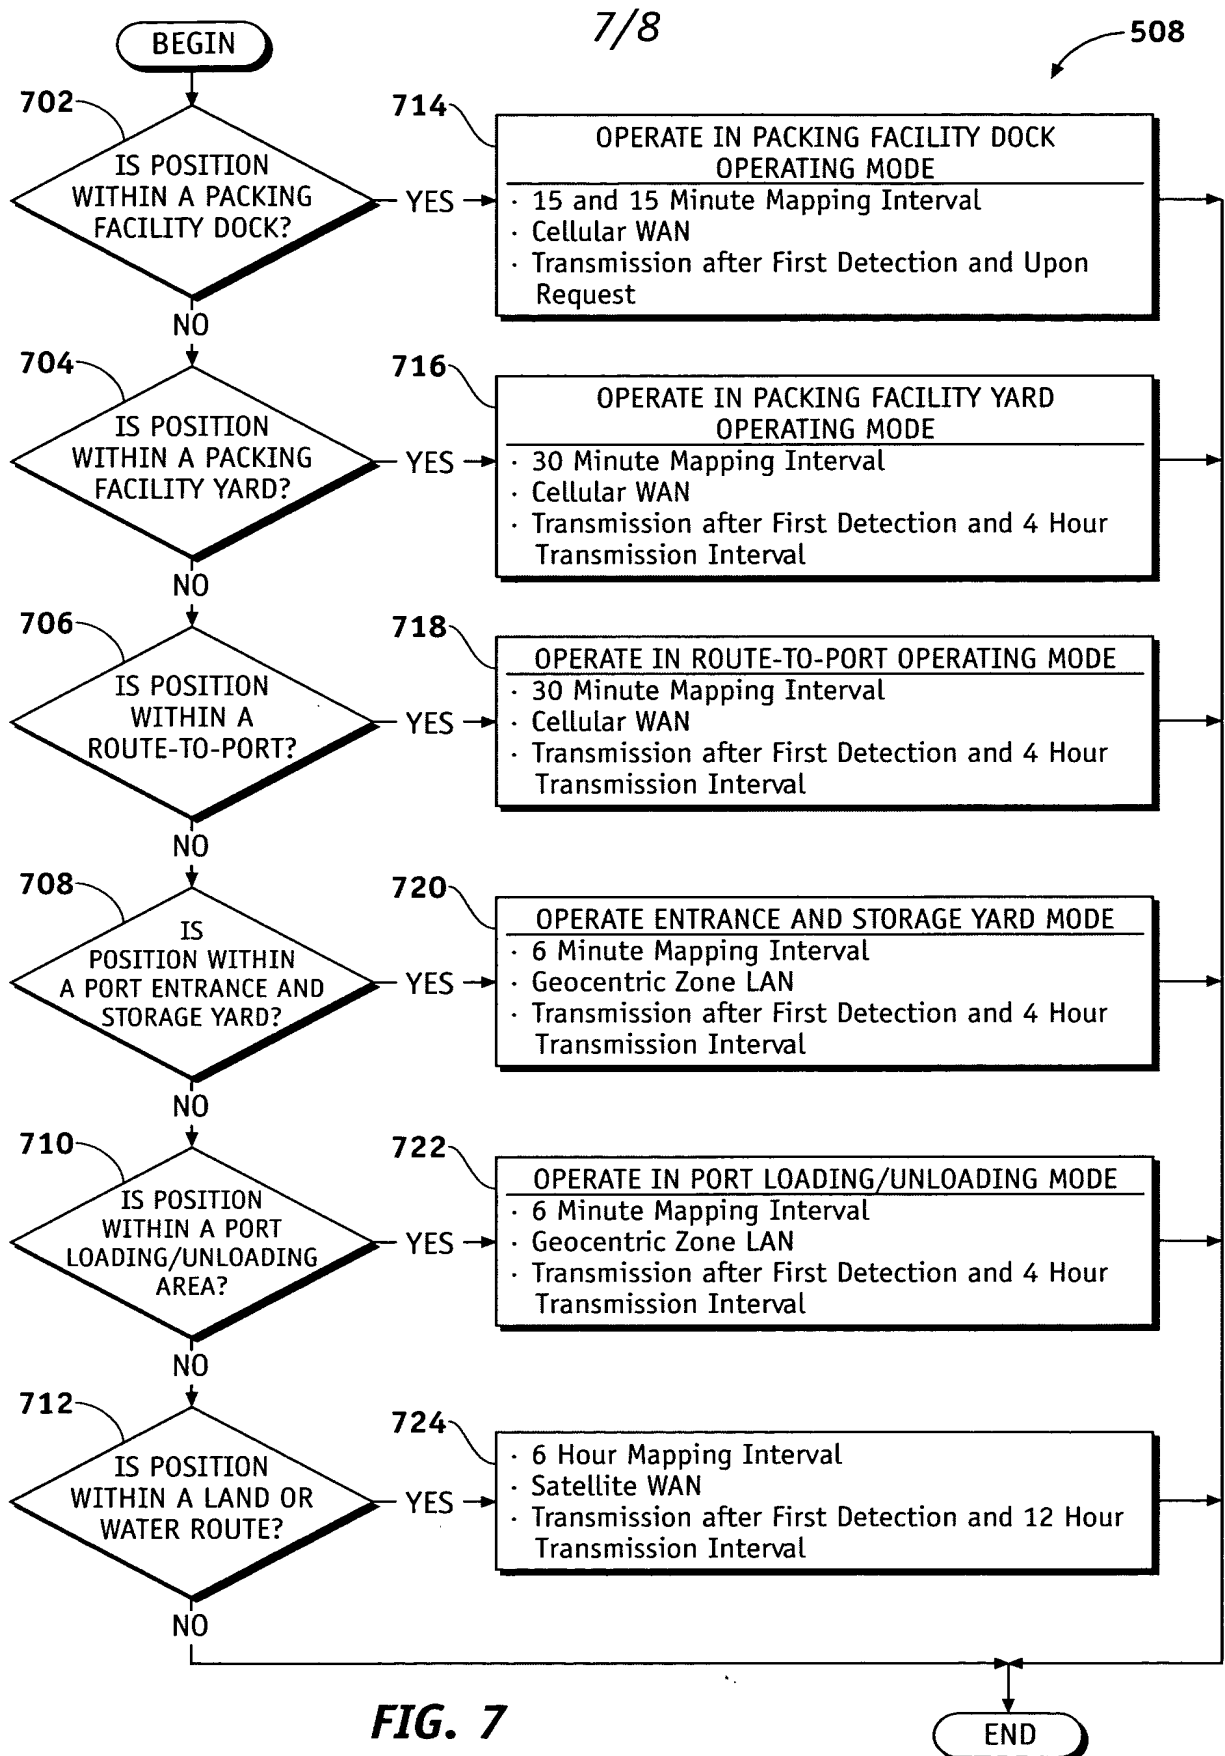 7/8
508
BEGIN
702
IS POSITION
WITHIN A PACKING
FACILITY DOCK?
YES
NO
714
OPERATE IN PACKING FACILITY DOCK
OPERATING MODE
· 15 and 15 Minute Mapping Interval
· Cellular WAN
· Transmission after First Detection and Upon
Request
704
IS POSITION
WITHIN A PACKING
FACILITY YARD?
YES
NO
716
OPERATE IN PACKING FACILITY YARD
OPERATING MODE
· 30 Minute Mapping Interval
· Cellular WAN
· Transmission after First Detection and 4 Hour
Transmission Interval
706
IS POSITION
WITHIN A
ROUTE-TO-PORT?
YES
NO
718
OPERATE IN ROUTE-TO-PORT OPERATING MODE
· 30 Minute Mapping Interval
· Cellular WAN
· Transmission after First Detection and 4 Hour
Transmission Interval
708
IS
POSITION WITHIN
A PORT ENTRANCE AND
STORAGE YARD?
YES
NO
720
OPERATE ENTRANCE AND STORAGE YARD MODE
· 6 Minute Mapping Interval
· Geocentric Zone LAN
· Transmission after First Detection and 4 Hour
Transmission Interval
710
IS POSITION
WITHIN A PORT
LOADING/UNLOADING
AREA?
YES
NO
722
OPERATE IN PORT LOADING/UNLOADING MODE
· 6 Minute Mapping Interval
· Geocentric Zone LAN
· Transmission after First Detection and 4 Hour
Transmission Interval
712
IS POSITION
WITHIN A LAND OR
WATER ROUTE?
YES
NO
724
· 6 Hour Mapping Interval
· Satellite WAN
· Transmission after First Detection and 12 Hour
Transmission Interval
FIG. 7
END